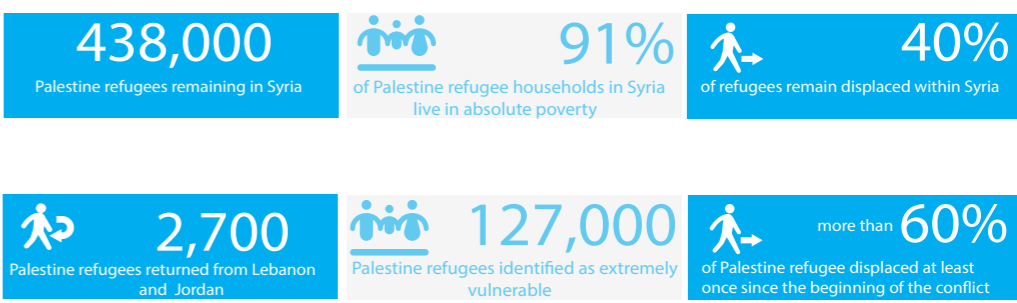 438,000
Palestine refugees remaining in Syria
91%
of Palestine refugee households in Syria
live in absolute poverty
40%
of refugees remain displaced within Syria
2,700
Palestine refugees returned from Lebanon
and Jordan
127,000
Palestine refugees identified as extremely
vulnerable
more than 60%
of Palestine refugee displaced at least
once since the beginning of the conflict